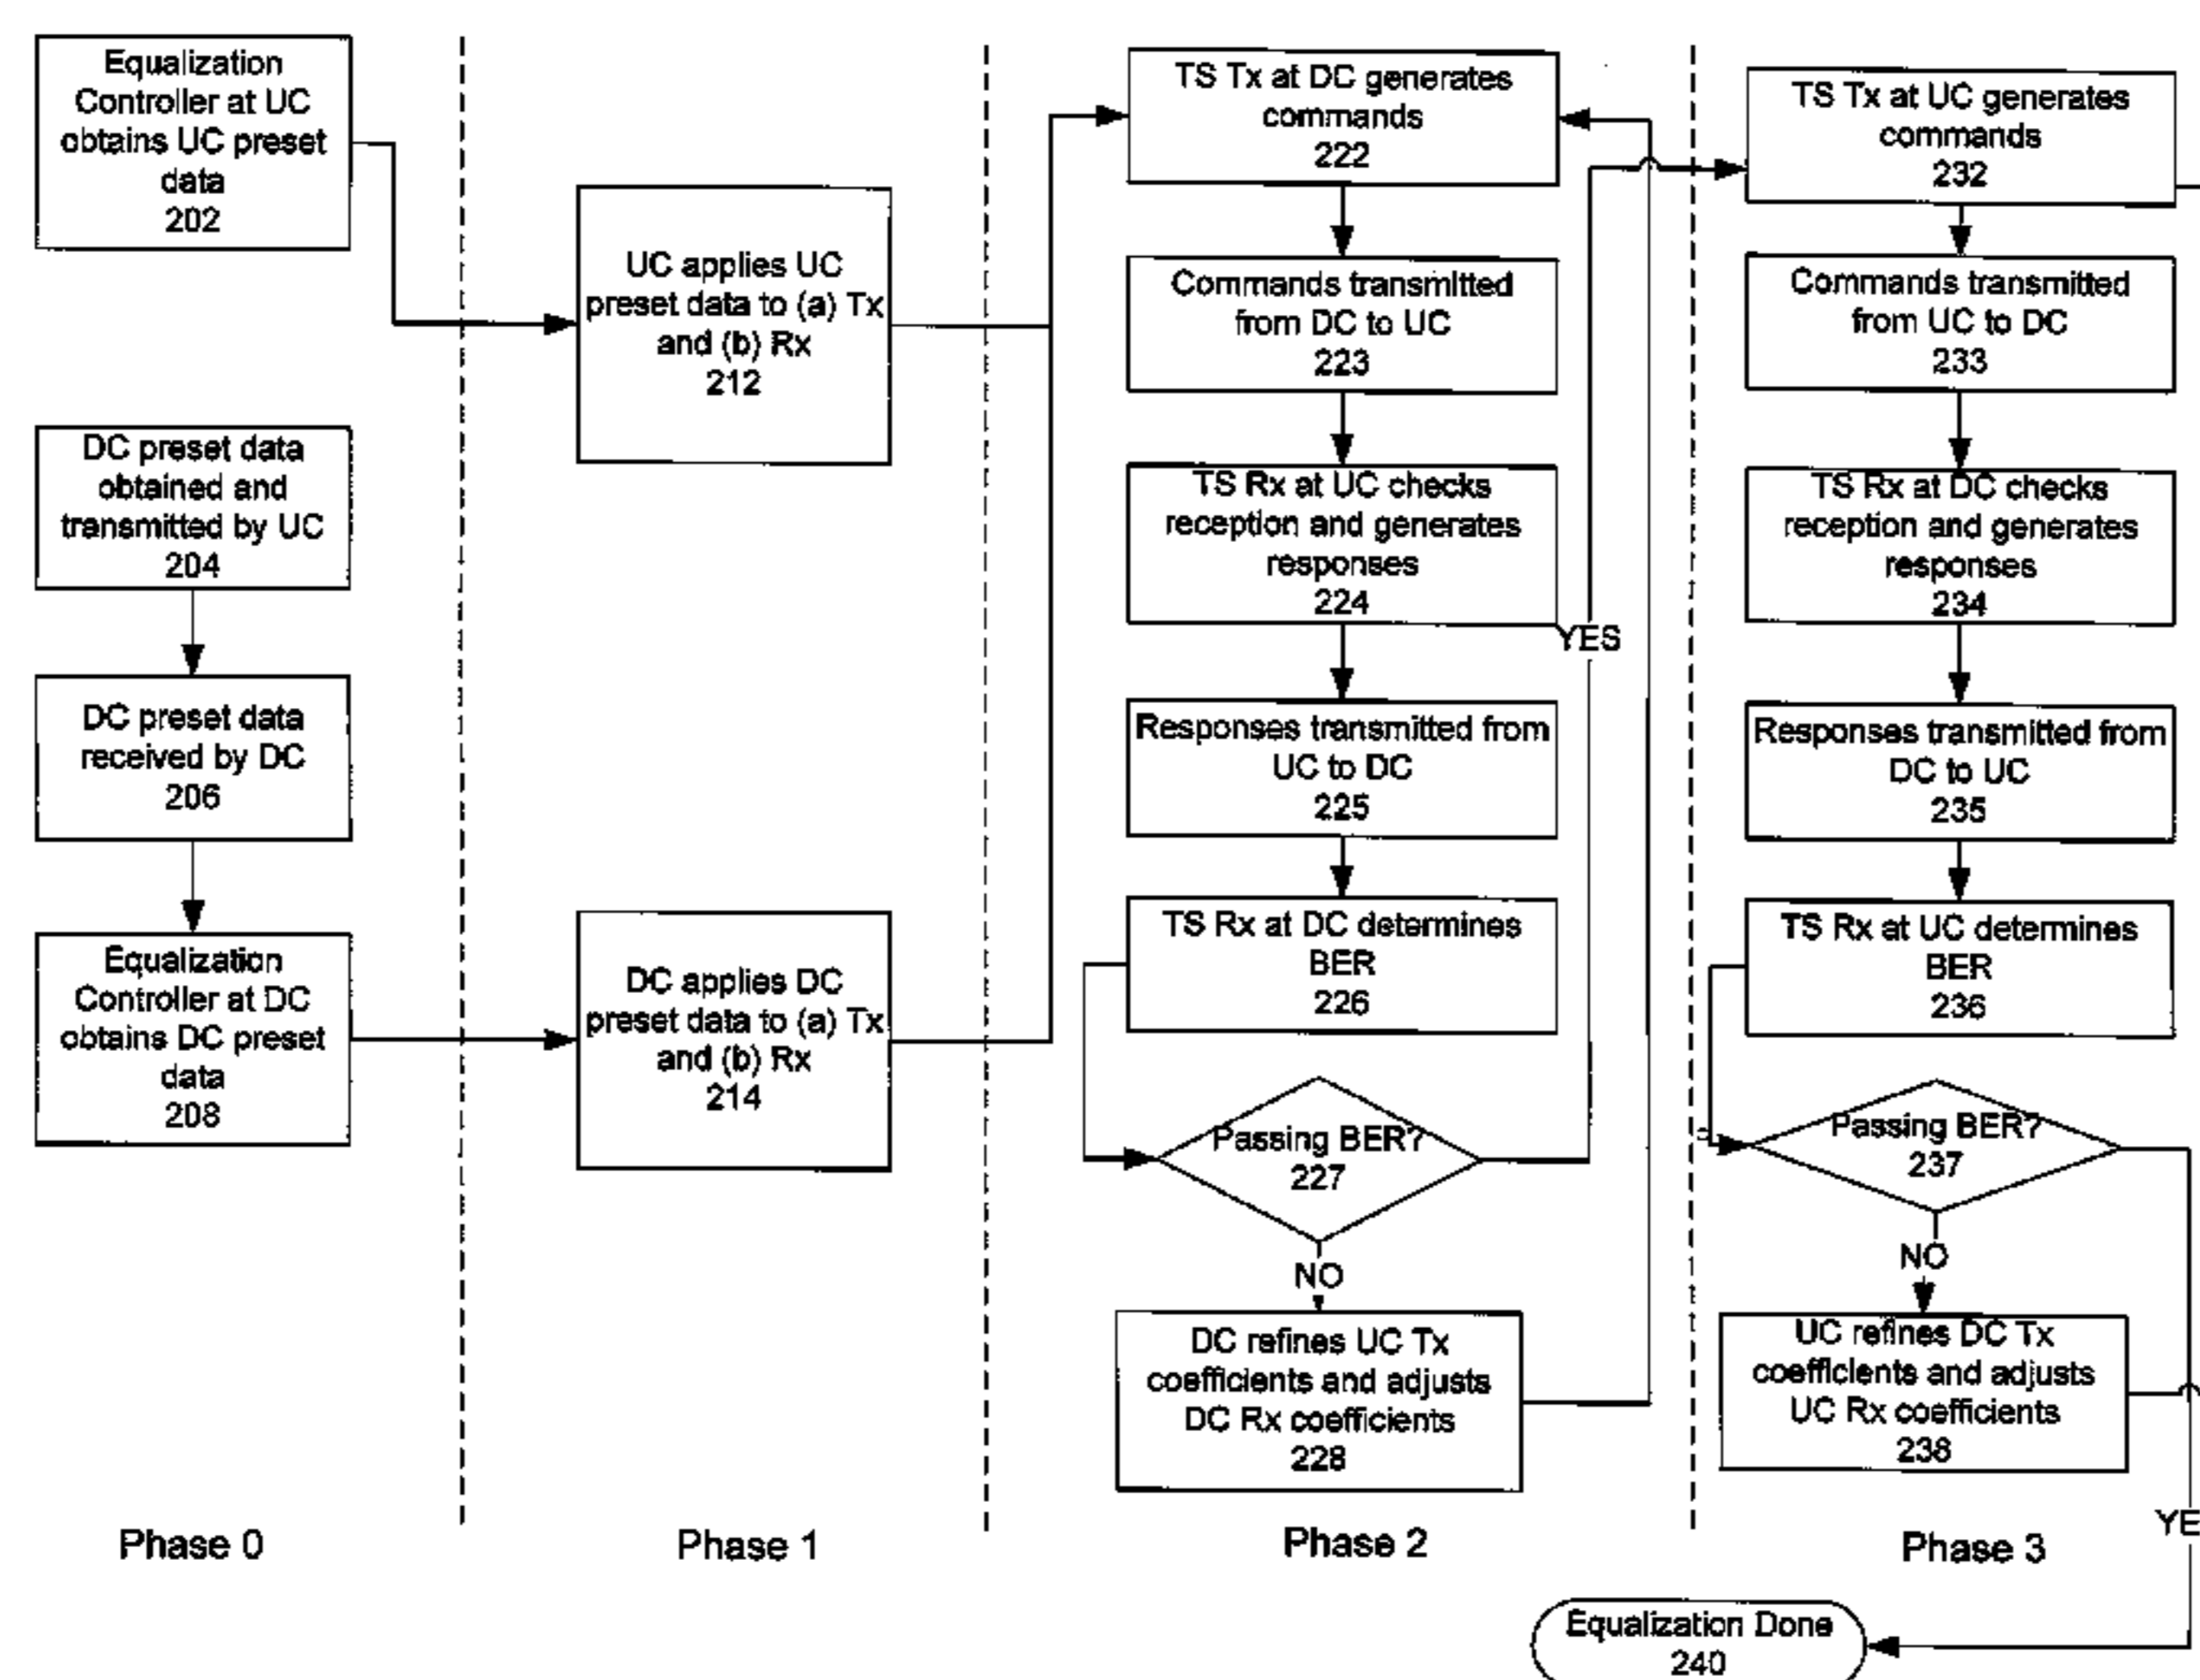 Equalization
Controller at UC
obtains UC preset
data
202
DC preset data
obtained and
transmitted by UC
204
DC preset data
received by DC
206
Equalization
Controller at DC
obtains DC preset
data
208
Phase 0
UC applies UC
preset data to (a) Tx
and (b) Rx
212
DC applies DC
preset data to (a) Tx
and (b) Rx
214
Phase 1
TS Tx at DC generates
commands
222
Commands transmitted
from DC to UC
223
TS Rx at UC checks
reception and generates
responses
224
YES
Responses transmitted from
UC to DC
225
TS Rx at DC determines
BER
226
Passing BER?
227
NO
DC refines UC Tx
coefficients and adjusts
DC Rx coefficients
228
Phase 2
TS Tx at UC generates
commands
232
Commands transmitted
from UC to DC
233
TS Rx at DC checks
reception and generates
responses
234
Responses transmitted from
DC to UC
235
TS Rx at UC determines
BER
236
Passing BER?
237
NO
UC refines DC Tx
coefficients and adjusts
UC Rx coefficients
238
YE
Phase 3
Equalization Done
240